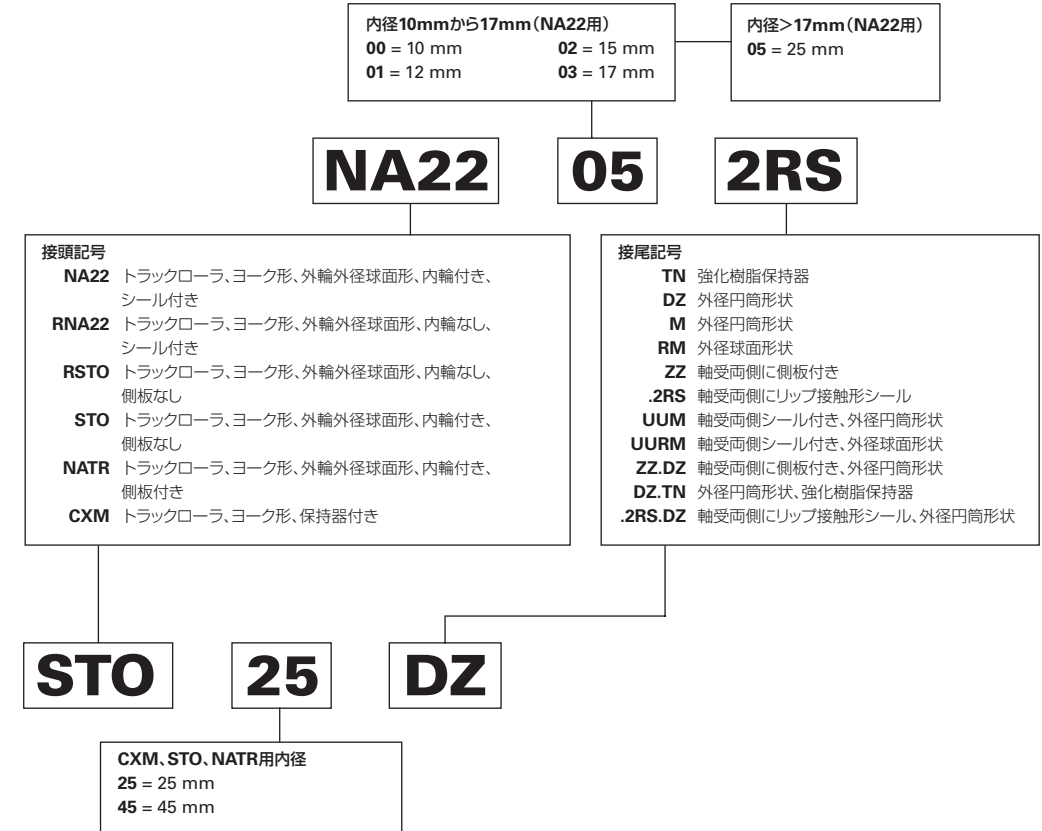 内径10mmから17mm（NA22用）
00 = 10 mm 02 = 15 mm
01 = 12 mm 03 = 17 mm
内径＞17mm（NA22用）
05 = 25 mm
NA22 05 2RS
接頭記号
NA22 トラックローラ、ヨーク形、外輪外径球面形、内輪付き、
シール付き
RNA22 トラックローラ、ヨーク形、外輪外径球面形、内輪なし、
シール付き
RSTO トラックローラ、ヨーク形、外輪外径球面形、内輪なし、
側板なし
STO トラックローラ、ヨーク形、外輪外径球面形、内輪付き、
側板なし
NATR トラックローラ、ヨーク形、外輪外径球面形、内輪付き、
側板付き
CXM トラックローラ、ヨーク形、保持器付き
接尾記号
TN 強化樹脂保持器
DZ 外径円筒形状
M 外径円筒形状
RM 外径球面形状
ZZ 軸受両側に側板付き
.2RS 軸受両側にリップ接触形シール
UUM 軸受両側シール付き、外径円筒形状
UURM 軸受両側シール付き、外径球面形状
ZZ.DZ 軸受両側に側板付き、外径円筒形状
DZ.TN 外径円筒形状、強化樹脂保持器
.2RS.DZ 軸受両側にリップ接触形シール、外径円筒形状
STO 25 DZ
CXM、STO、NATR用内径
25 = 25 mm
45 = 45 mm